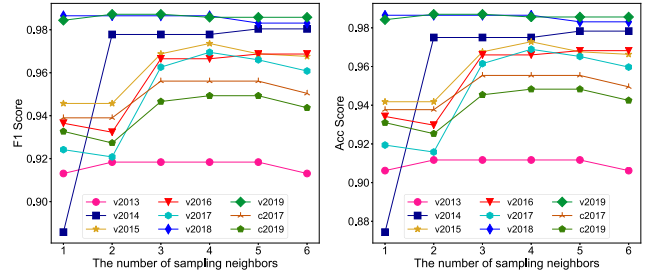 0.98
0.96
0.94
0.92
0.90
F1 Score
1 2 3 4 5 6
The number of sampling neighbors
v2013 v2016 v2019
v2014 v2017 c2017
v2015 v2018 c2019
0.98
0.96
0.94
0.92
0.90
0.88
Acc Score
1 2 3 4 5 6
The number of sampling neighbors
v2013 v2016 v2019
v2014 v2017 c2017
v2015 v2018 c2019